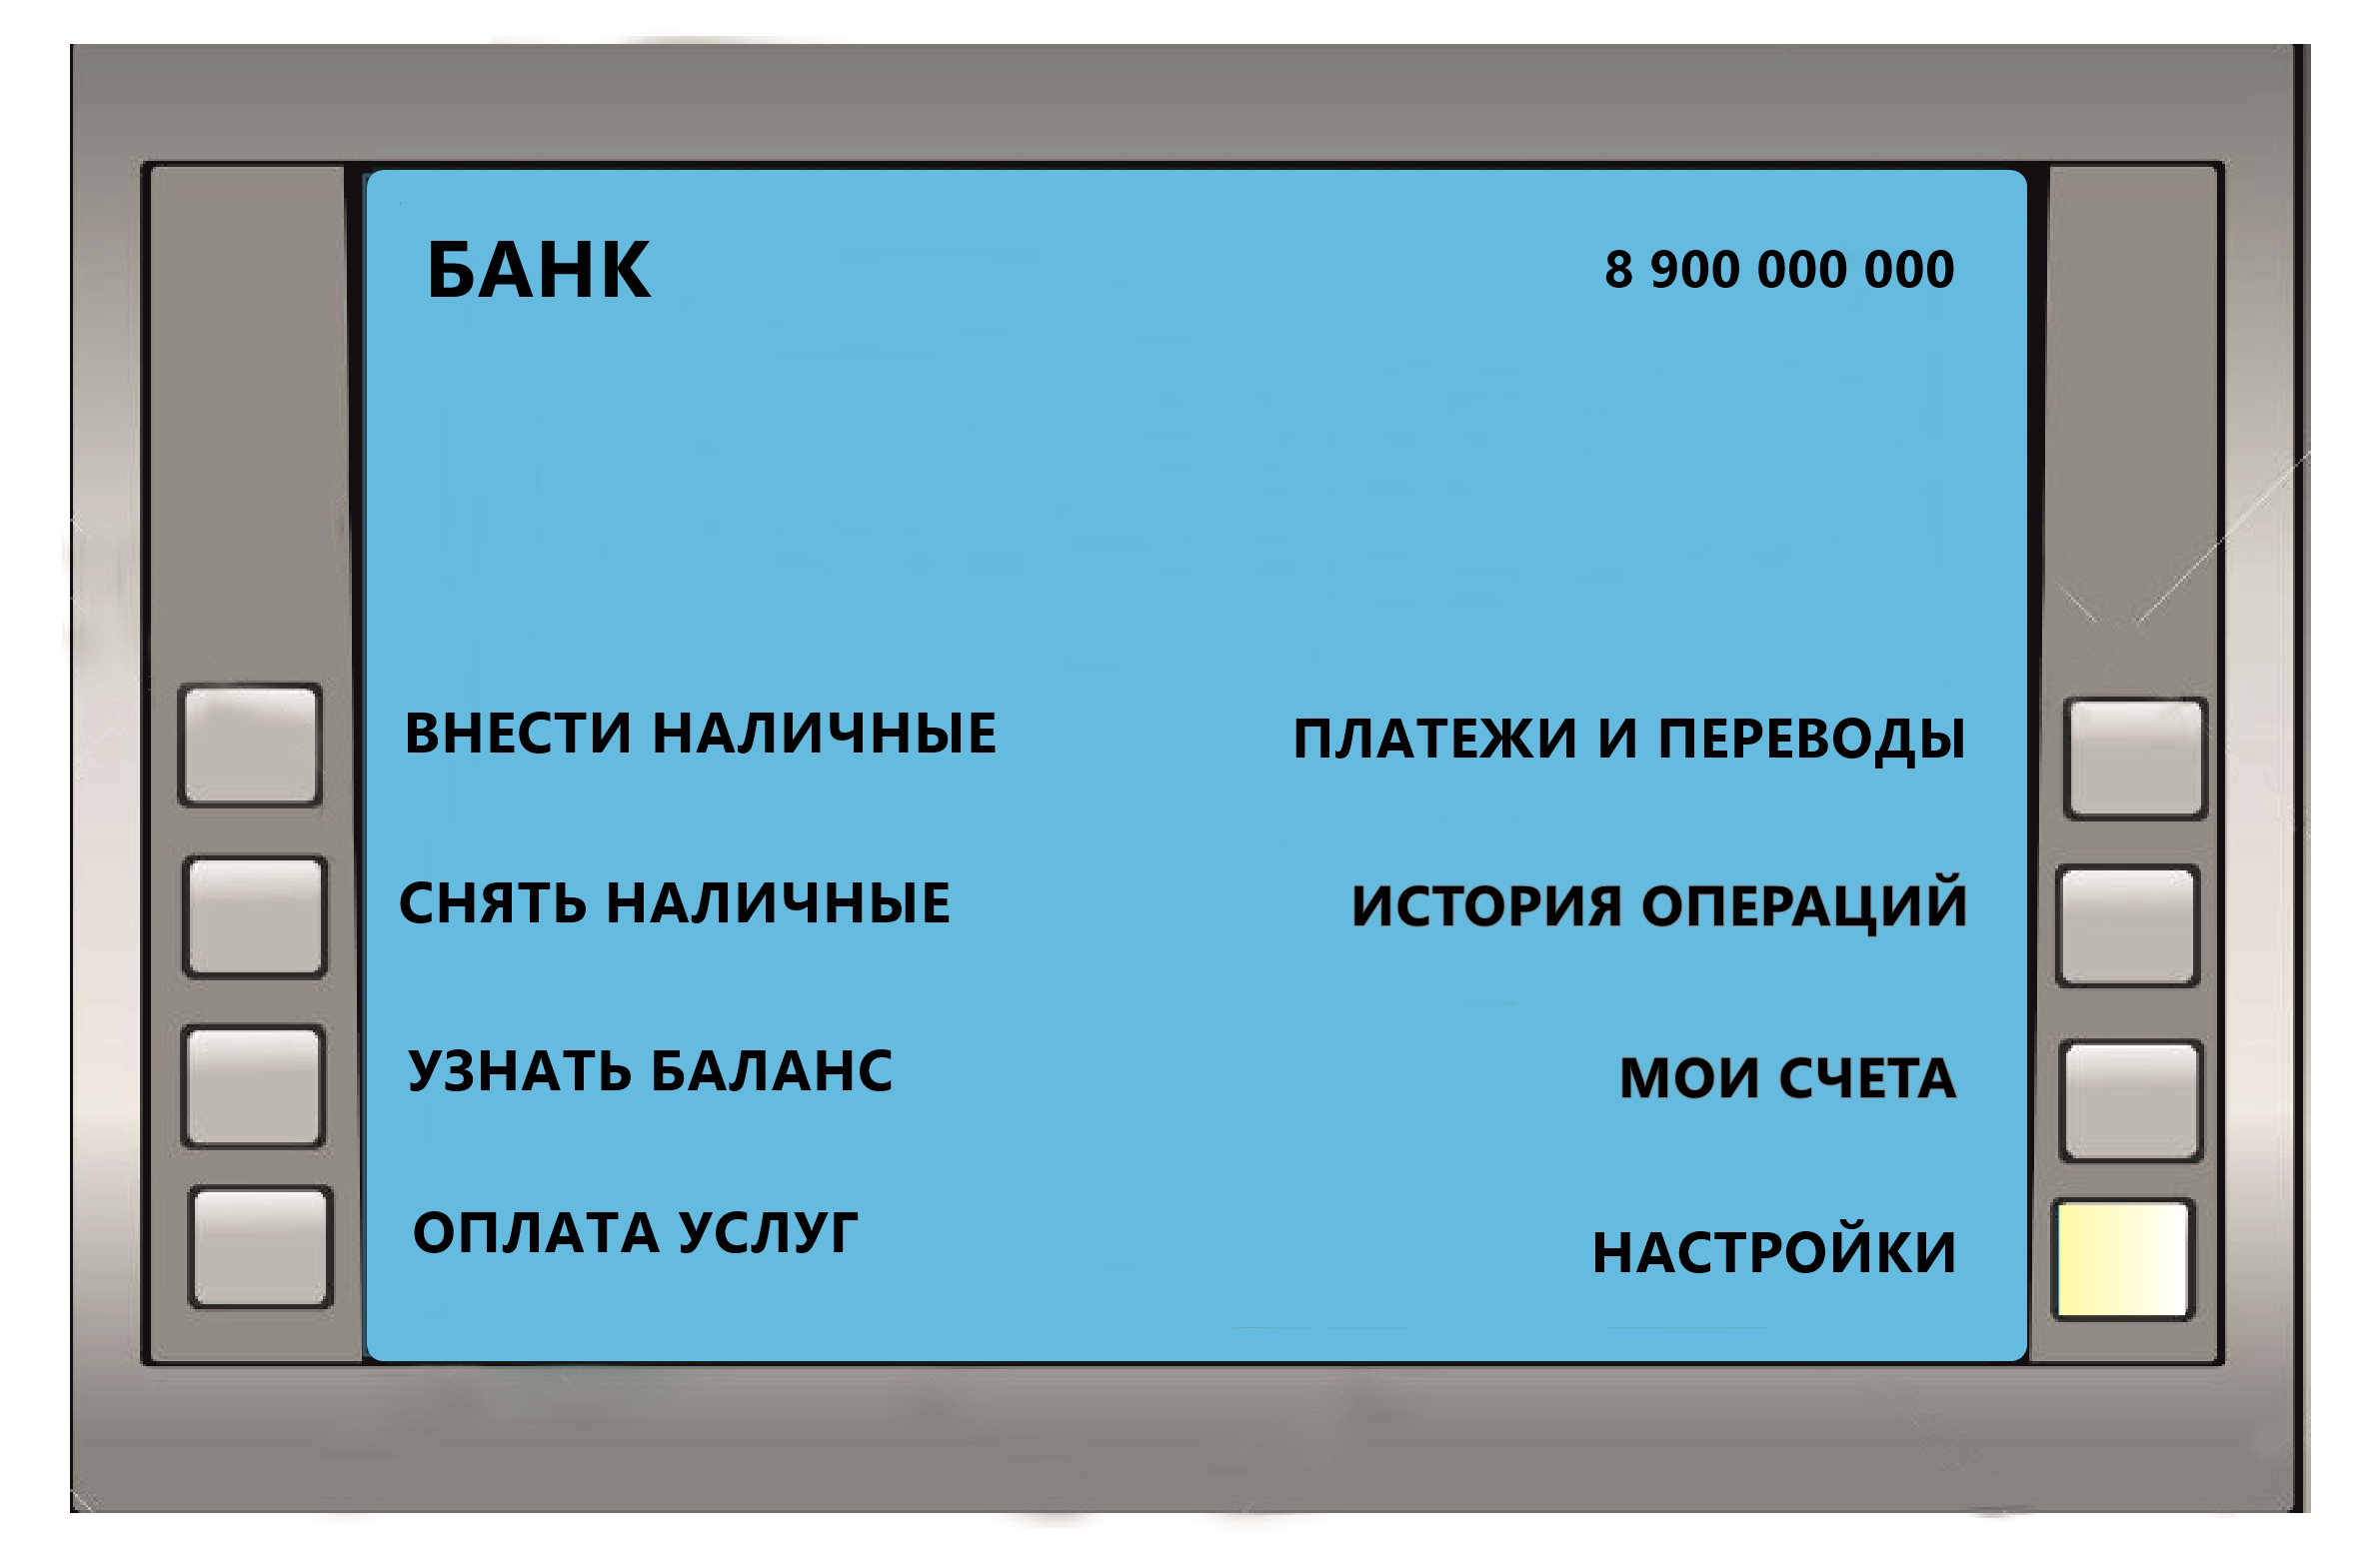 БАНК
8 900 000 000
ВНЕСТИ НАЛИЧНЫЕ
ПЛАТЕЖИ И ПЕРЕВОДЫ
СНЯТЬ НАЛИЧНЫЕ
ИСТОРИЯ ОПЕРАЦИЙ
УЗНАТЬ БАЛАНС
МОИ СЧЕТА
ОПЛАТА УСЛУГ
НАСТРОЙКИ